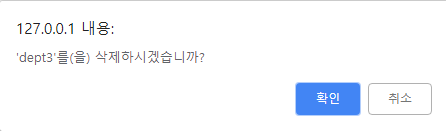 127.0.0.1 내용:
'dept3'를(을) 삭제하시겠습니까?
확인 취소